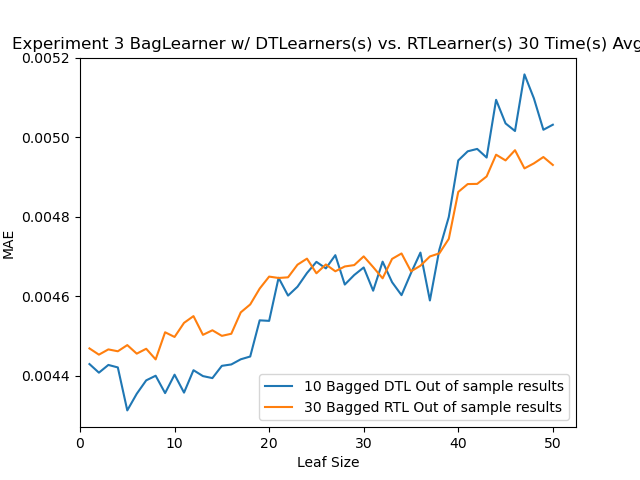 Experiment 3 BagLearner w/ DTLearners(s) vs. RTLearner(s) 30 Time(s) Avg
0.0052
0.0050
0.0048
0.0046
0.0044
MAE
10 Bagged DTL Out of sample results
30 Bagged RTL Out of sample results
0 10 20 30 40 50
Leaf Size